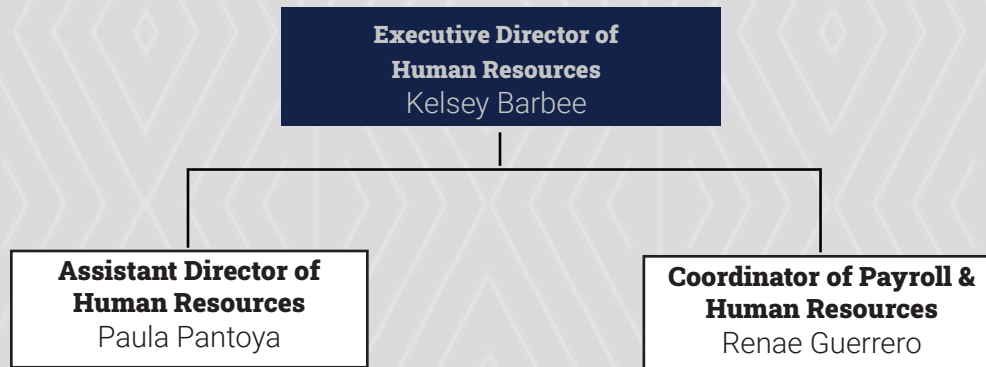 Executive Director of
Human Resources
Kelsey Barbee
Assistant Director of
Human Resources
Paula Pantoya
Coordinator of Payroll &
Human Resources
Renae Guerrero